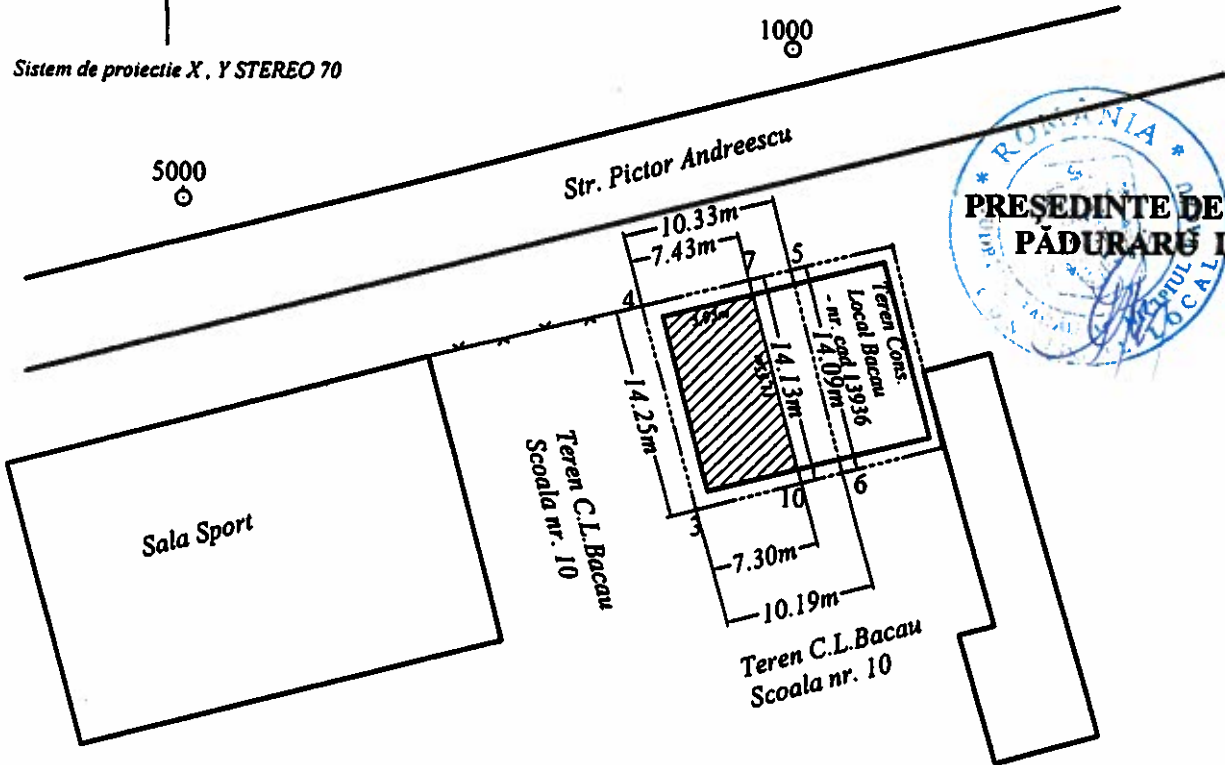 1000
Sistem de proiectie X, Y STEREO 70
5000
Str. Pictor Andreescu
ROMÂNIA
PREȘEDINTE DE
PĂDURARU I
10.33m
7.43m
4
7
5
14.25m
14.13m
14.09m
Teren Cons.
Local Bacau
- nr. cad 13936
3
10
6
7.30m
10.19m
Sala Sport
Teren C.L.Bacau
Scoala nr. 10
Teren C.L.Bacau
Scoala nr. 10